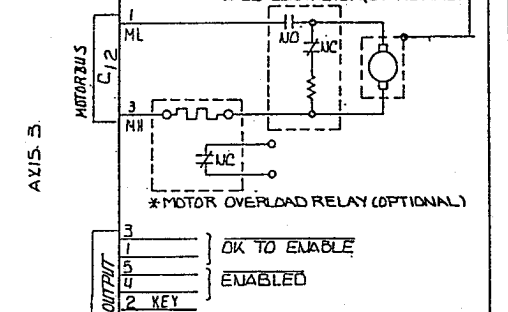 1
ML
NO
NC
MOTORBUS
C12
3
MH
NC
AXIS 3.
*MOTOR OVERLOAD RELAY (OPTIONAL)
OUTPUT
3
1
OK TO ENABLE
5
4
ENABLED
2 KEY